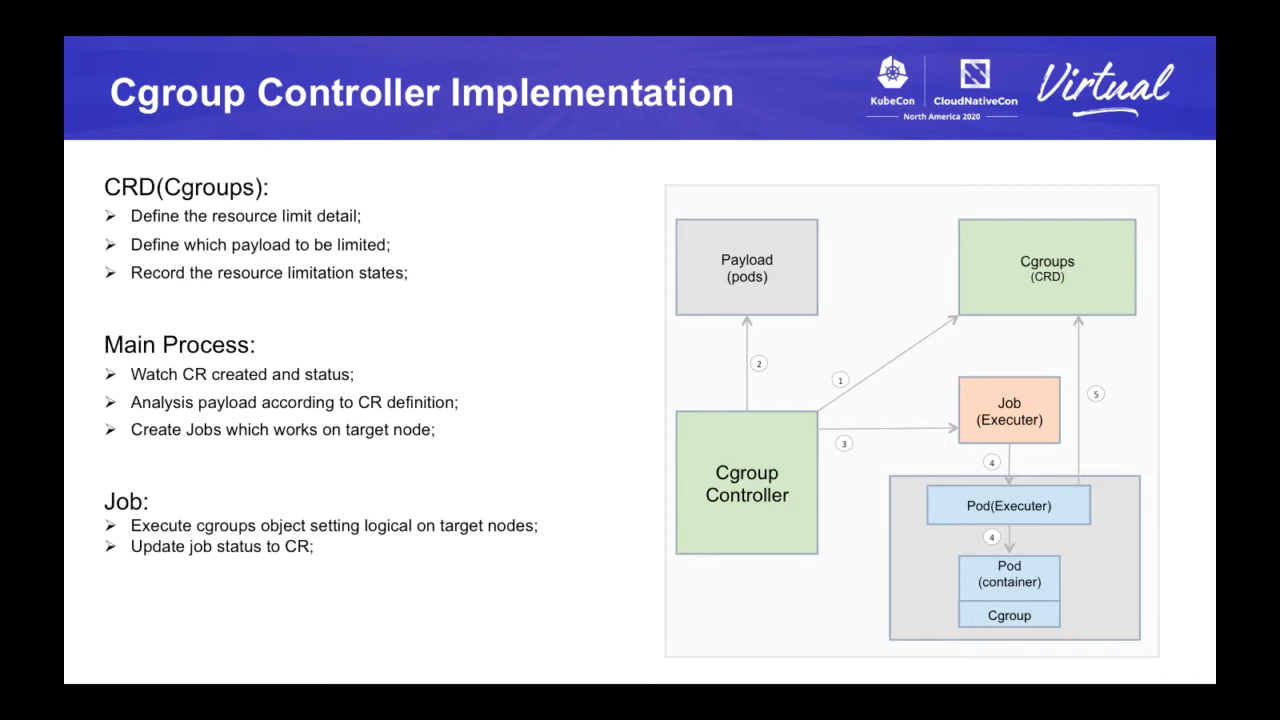 Cgroup Controller Implementation
KubeCon
CloudNativeCon
North America 2020
Virtual
CRD(Cgroups):
➢ Define the resource limit detail;
➢ Define which payload to be limited;
➢ Record the resource limitation states;
Main Process:
➢ Watch CR created and status;
➢ Analysis payload according to CR definition;
➢ Create Jobs which works on target node;
Job:
➢ Execute cgroups object setting logical on target nodes;
➢ Update job status to CR;
Payload
(pods)
Cgroups
(CRD)
2
1
5
Job
(Executer)
3
Cgroup
Controller
4
Pod(Executer)
4
Pod
(container)
Cgroup